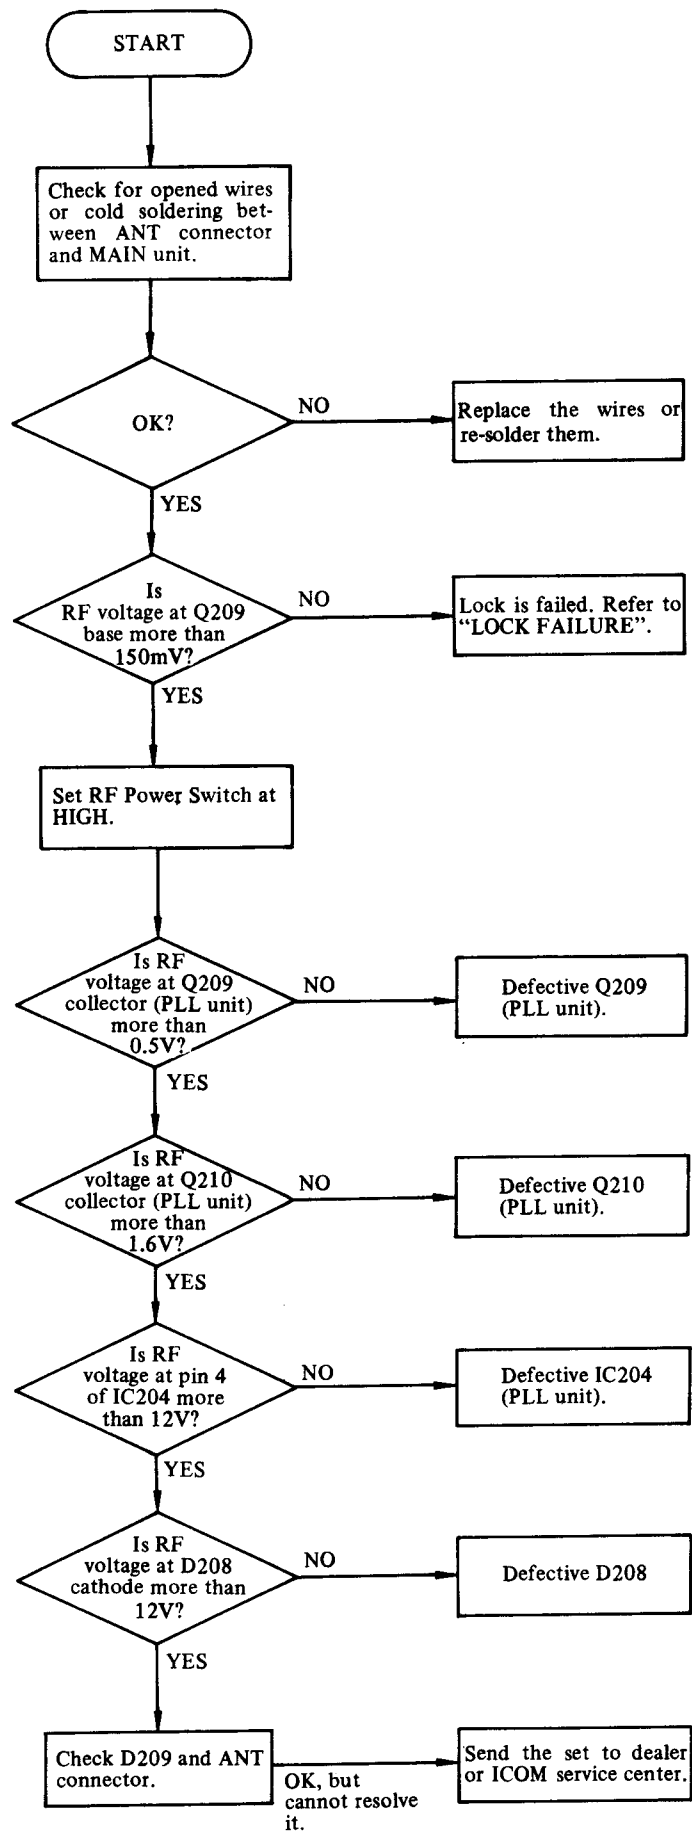 START
Check for opened wires
or cold soldering bet-
ween ANT connector
and MAIN unit.
OK?
NO
Replace the wires or
re-solder them.
YES
Is
RF voltage at Q209
base more than
150mV?
NO
Lock is failed. Refer to
“LOCK FAILURE”.
YES
Set RF Power Switch at
HIGH.
Is RF
voltage at Q209
collector (PLL unit)
more than
0.5V?
NO
Defective Q209
(PLL unit).
YES
Is RF
voltage at Q210
collector (PLL unit)
more than
1.6V?
NO
Defective Q210
(PLL unit).
YES
Is RF
voltage at pin 4
of IC204 more
than 12V?
NO
Defective IC204
(PLL unit).
YES
Is RF
voltage at D208
cathode more than
12V?
NO
Defective D208
YES
Check D209 and ANT
connector.
OK, but
cannot resolve
it.
Send the set to dealer
or ICOM service center.